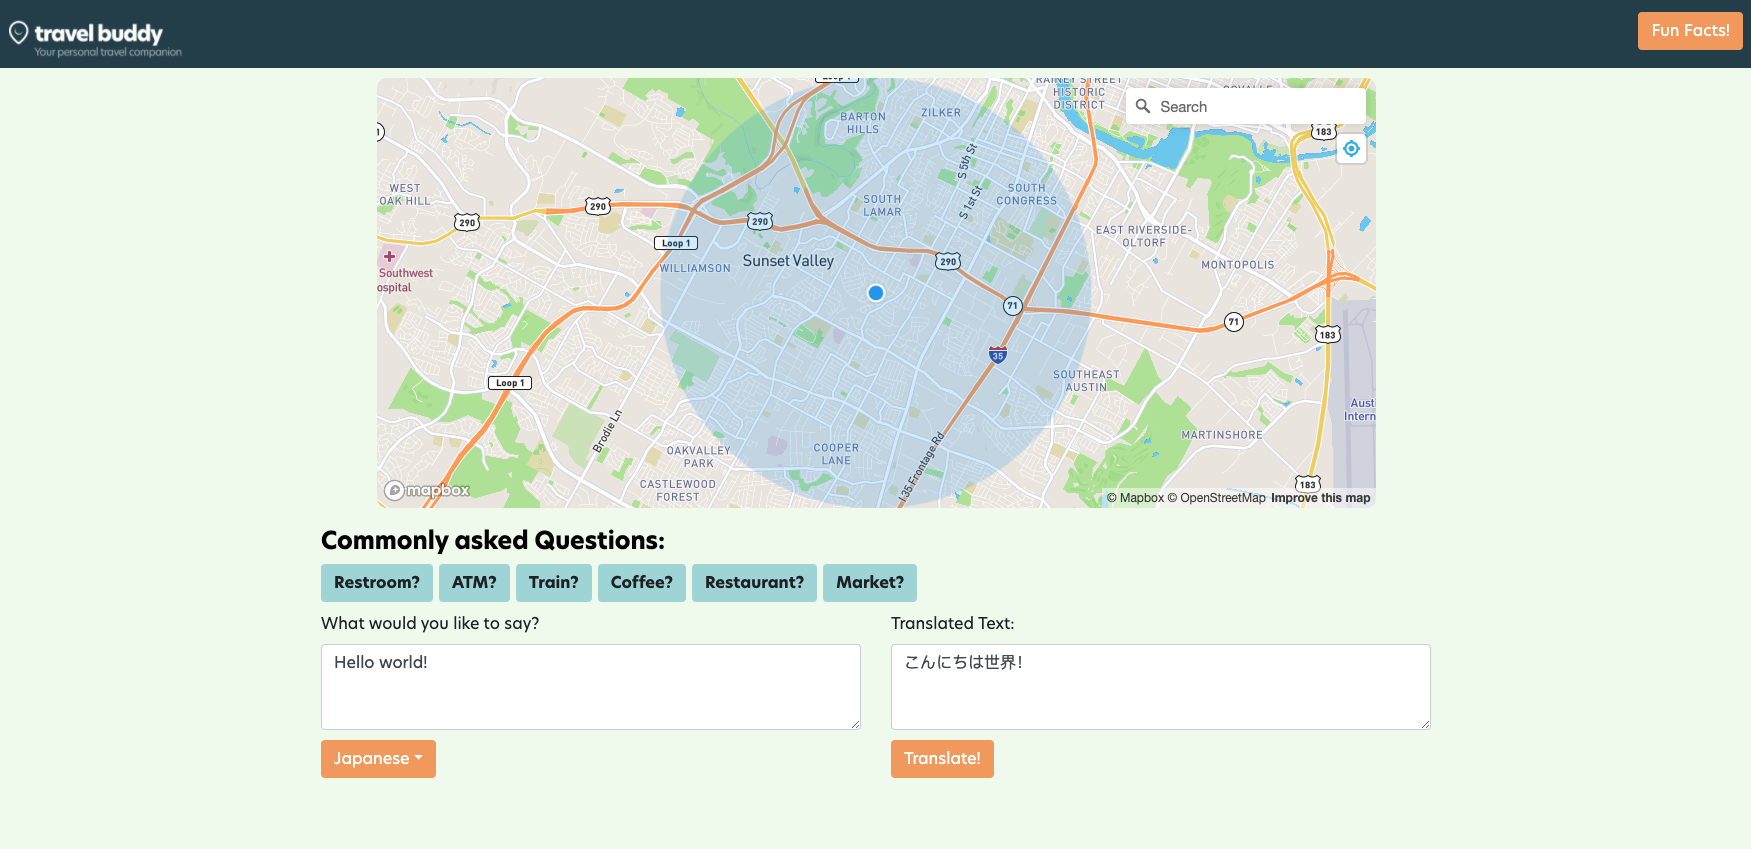 travel buddy
Your personal travel companion
Fun Facts!
Loop 1
RAINEY STREET
HISTORIC
DISTRICT
Search
ZILKER
BARTON
HILLS
183
1
S 5th St
WEST
OAK HILL
SOUTH
CONGRESS
SOUTH
LAMAR
S 1st St
290
290
290
Loop 1
EAST RIVERSIDE-
OLTORF
Sunset Valley
290
WILLIAMSON
MONTOPOLIS
Southwest
ospital
71
71
183
35
SOUTHEAST
AUSTIN
Loop 1
Austi
Intern
Brodie Ln
MARTINSHORE
OAKVALLEY
PARK
COOPER
LANE
I 35 Frontage Rd
CASTLEWOOD
FOREST
183
mapbox
© Mapbox © OpenStreetMap Improve this map
Commonly asked Questions:
Restroom? ATM? Train? Coffee? Restaurant? Market?
What would you like to say?
Hello world!
Japanese
Translated Text:
こんにちは世界！
Translate!